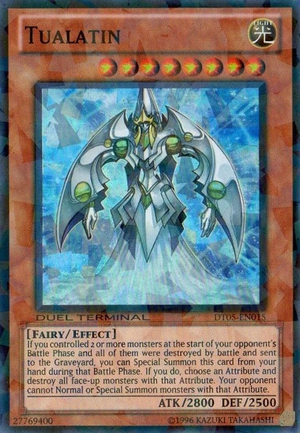 TUALATIN
LIGHT
光
DUEL TERMINAL
DT05-EN015
[FAIRY/EFFECT]
If you controlled 2 or more monsters at the start of your opponent's
Battle Phase and all of them were destroyed by battle and sent
to the Graveyard, you can Special Summon this card from your
hand during that Battle Phase. If you do, choose an Attribute and
destroy all face-up monsters with that Attribute. Your opponent
cannot Normal or Special Summon monsters with that Attribute.
ATK/2800 DEF/2500
27769400
©1996 KAZUKI TAKAHASHI